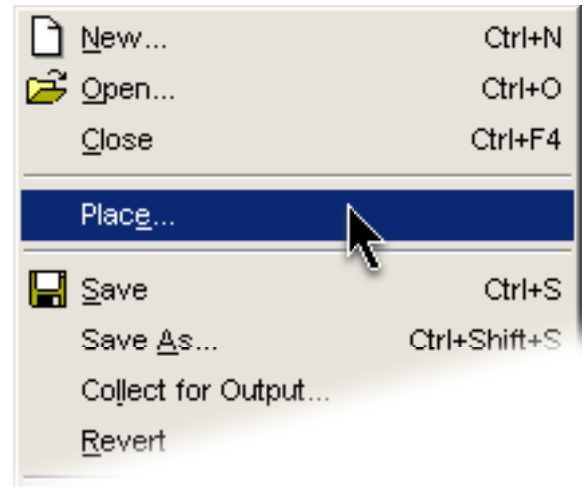 New... Ctrl+N
Open... Ctrl+O
Close Ctrl+F4
Place...
Save Ctrl+S
Save As... Ctrl+Shift+S
Collect for Output...
Revert